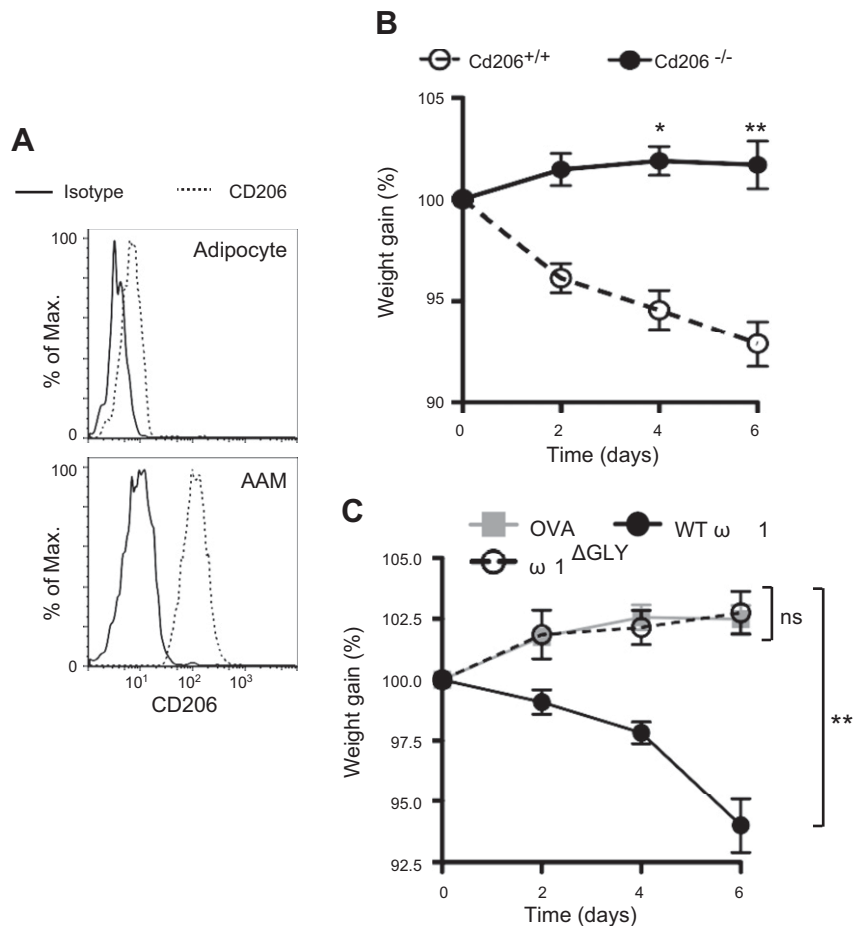 A
Isotype CD206
100
Adipocyte
% of Max.
0
100
AAM
% of Max.
0
10¹ 10² 10³
CD206
B
Cd206+/+ Cd206 -/-
105
* **
100
Weight gain (%)
95
90
0 2 4 6
Time (days)
C
OVA WT ω 1
ω 1 ΔGLY
105.0
102.5
ns
100.0
Weight gain (%)
**
97.5
95.0
92.5
0 2 4 6
Time (days)